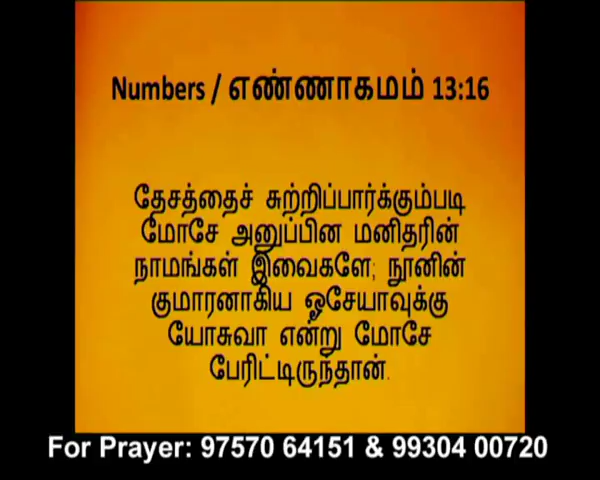 Numbers / எண்ணாகமம் 13:16
தேசத்தைச் சுற்றிப்பார்க்கும்படி
மோசே அனுப்பின மனிதரின்
நாமங்கள் இவைகளே; நூனின்
குமாரனாகிய ஓசேயாவுக்கு
யோசுவா என்று மோசே
பேரிட்டிருந்தான்.
For Prayer: 97570 64151 & 99304 00720